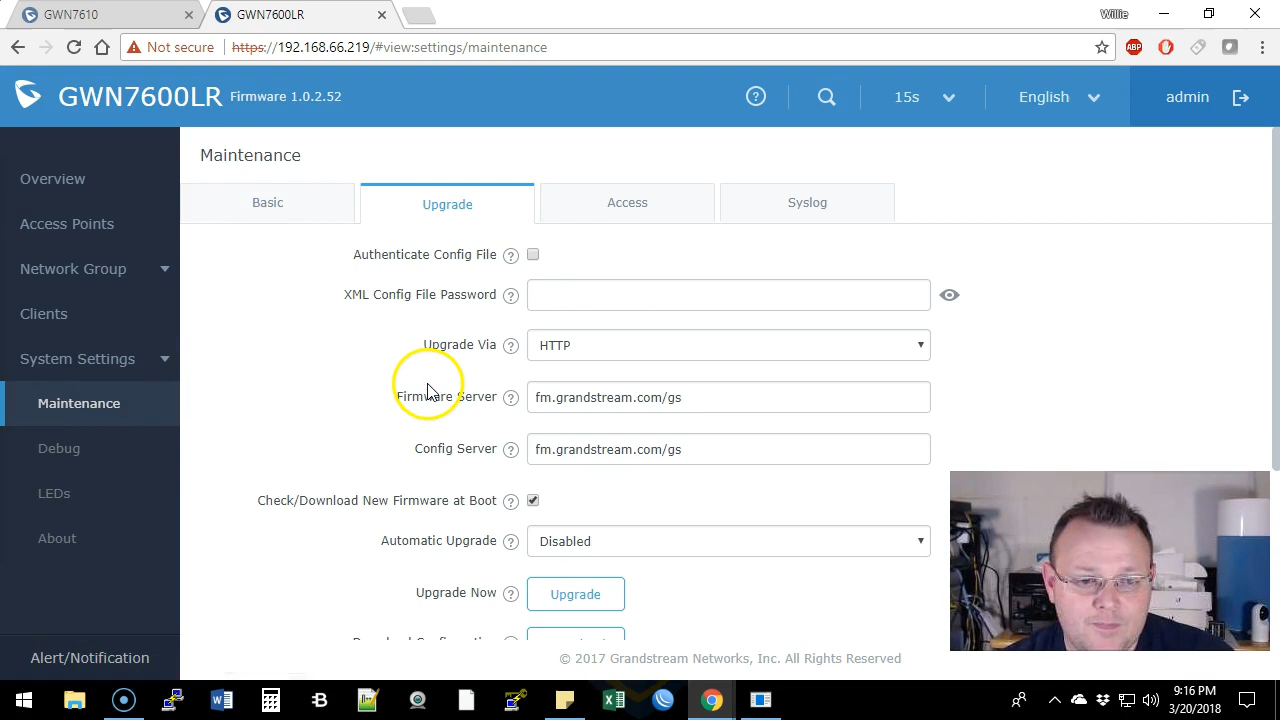 GWN7610
GWN7600LR
Willie
Not secure
https://192.168.66.219/#view:settings/maintenance
ABP
GWN7600LR
Firmware 1.0.2.52
15s
English
admin
Overview
Access Points
Network Group
Clients
System Settings
Maintenance
Debug
LEDs
About
Alert/Notification
Maintenance
Basic
Upgrade
Access
Syslog
Authenticate Config File
XML Config File Password
Upgrade Via
HTTP
Firmware Server
fm.grandstream.com/gs
Config Server
fm.grandstream.com/gs
Check/Download New Firmware at Boot
Automatic Upgrade
Disabled
Upgrade Now
Upgrade
© 2017 Grandstream Networks, Inc. All Rights Reserved
9:16 PM
3/20/2018